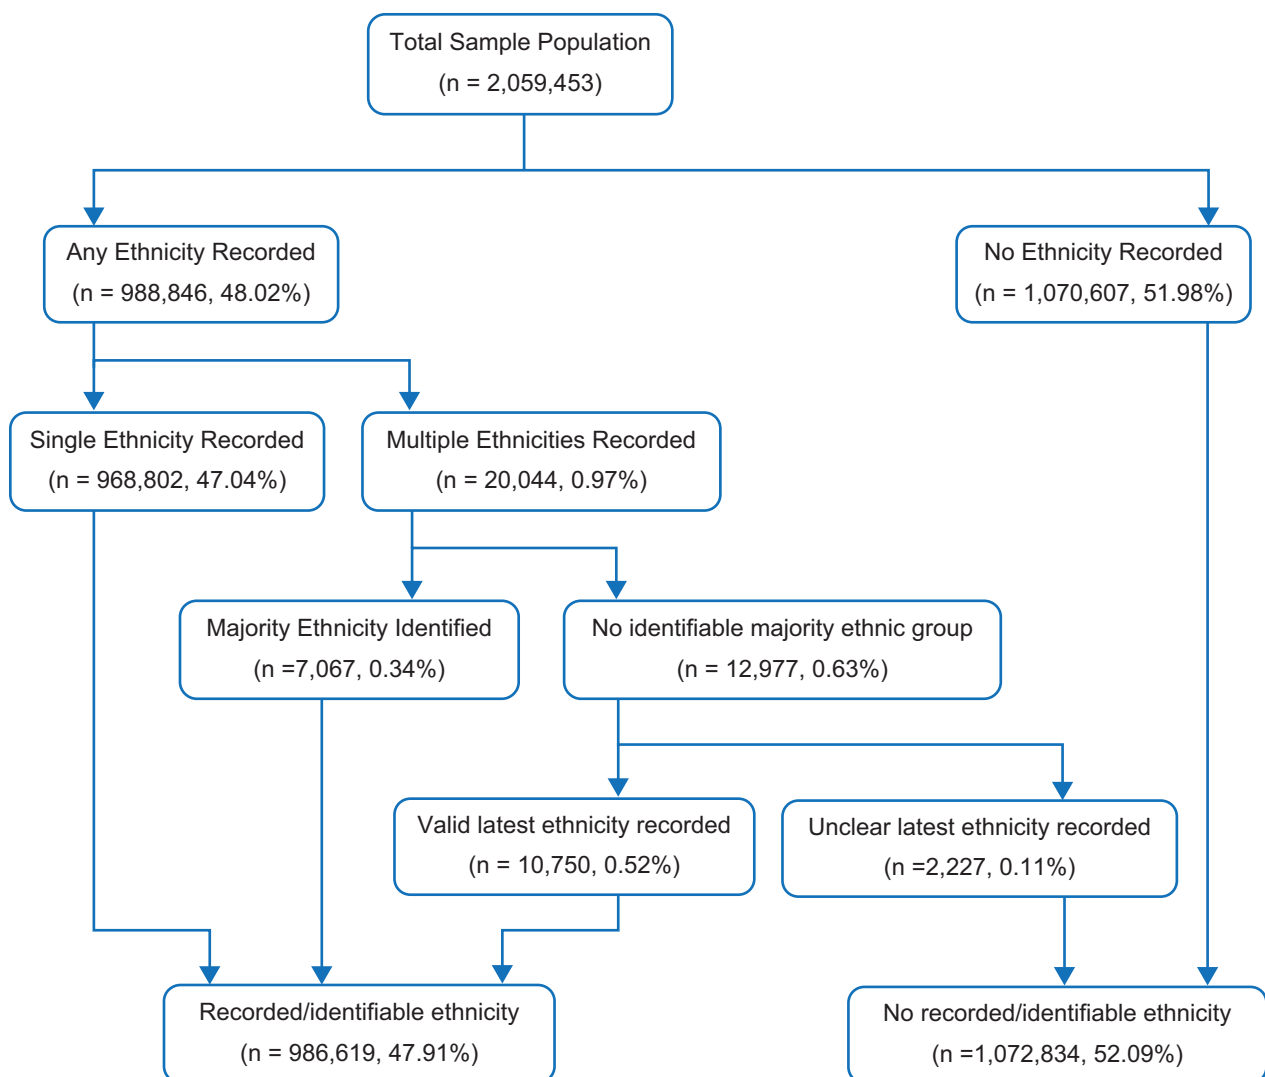 Total Sample Population
(n = 2,059,453)
Any Ethnicity Recorded
(n = 988,846, 48.02%)
No Ethnicity Recorded
(n = 1,070,607, 51.98%)
Single Ethnicity Recorded
(n = 968,802, 47.04%)
Multiple Ethnicities Recorded
(n = 20,044, 0.97%)
Majority Ethnicity Identified
(n =7,067, 0.34%)
No identifiable majority ethnic group
(n = 12,977, 0.63%)
Valid latest ethnicity recorded
(n = 10,750, 0.52%)
Unclear latest ethnicity recorded
(n =2,227, 0.11%)
Recorded/identifiable ethnicity
(n = 986,619, 47.91%)
No recorded/identifiable ethnicity
(n =1,072,834, 52.09%)